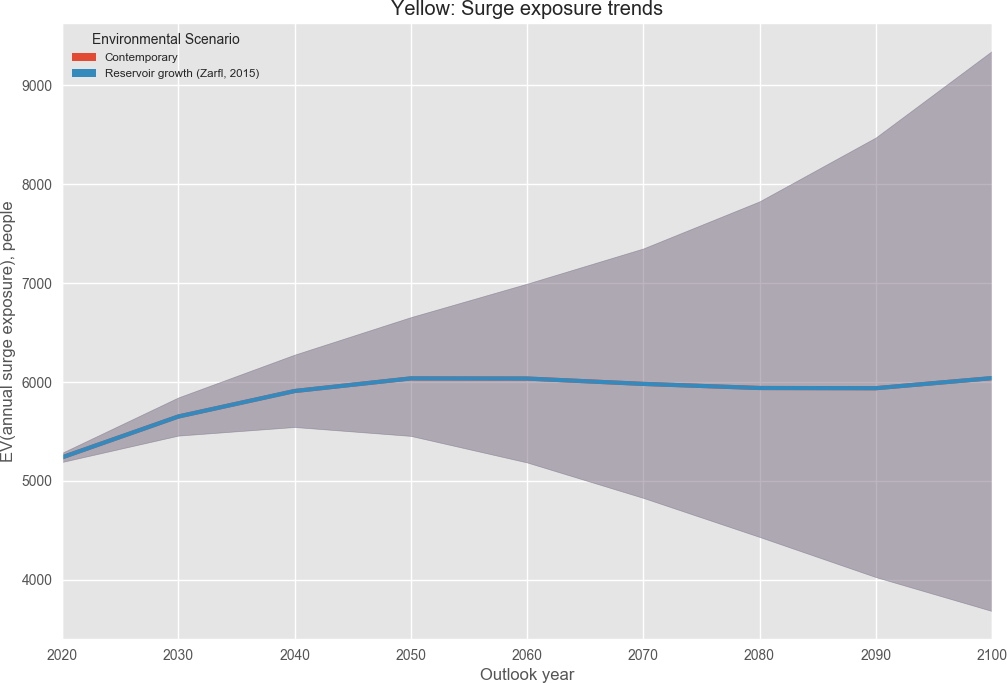 Yellow: Surge exposure trends
Environmental Scenario
Contemporary
Reservoir growth (Zarfl, 2015)
EV(annual surge exposure), people
9000
8000
7000
6000
5000
4000
2020 2030 2040 2050 2060 2070 2080 2090 2100
Outlook year